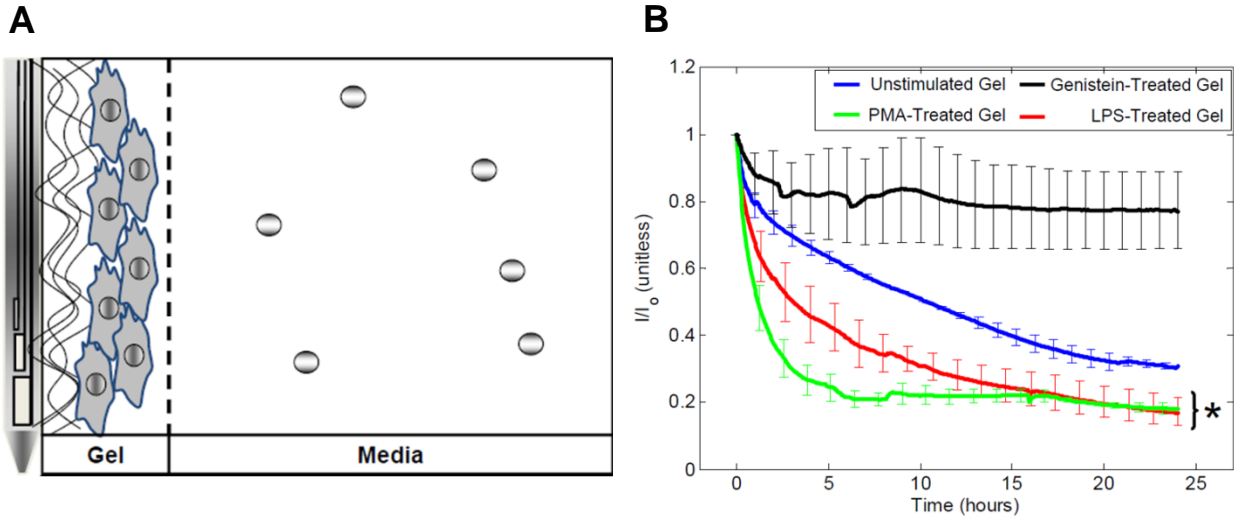 A
Gel
Media
B
1.2
1
0.8
0.6
0.4
0.2
0
I/Io (unitless)
Unstimulated Gel
Genistein-Treated Gel
PMA-Treated Gel
LPS-Treated Gel
*
0
5
10
15
20
25
Time (hours)